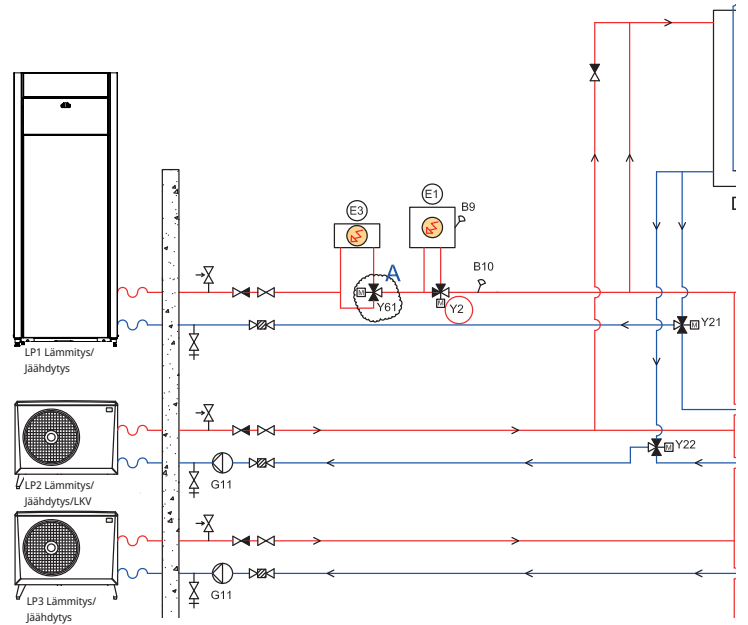 E3
E1
B9
A
B10
M
Y61
M
Y2
M
Y21
LP1 Lämmitys/
Jäähdytys
M
Y22
G11
LP2 Lämmitys/
Jäähdytys/LKV
G11
LP3 Lämmitys/
Jäähdytys